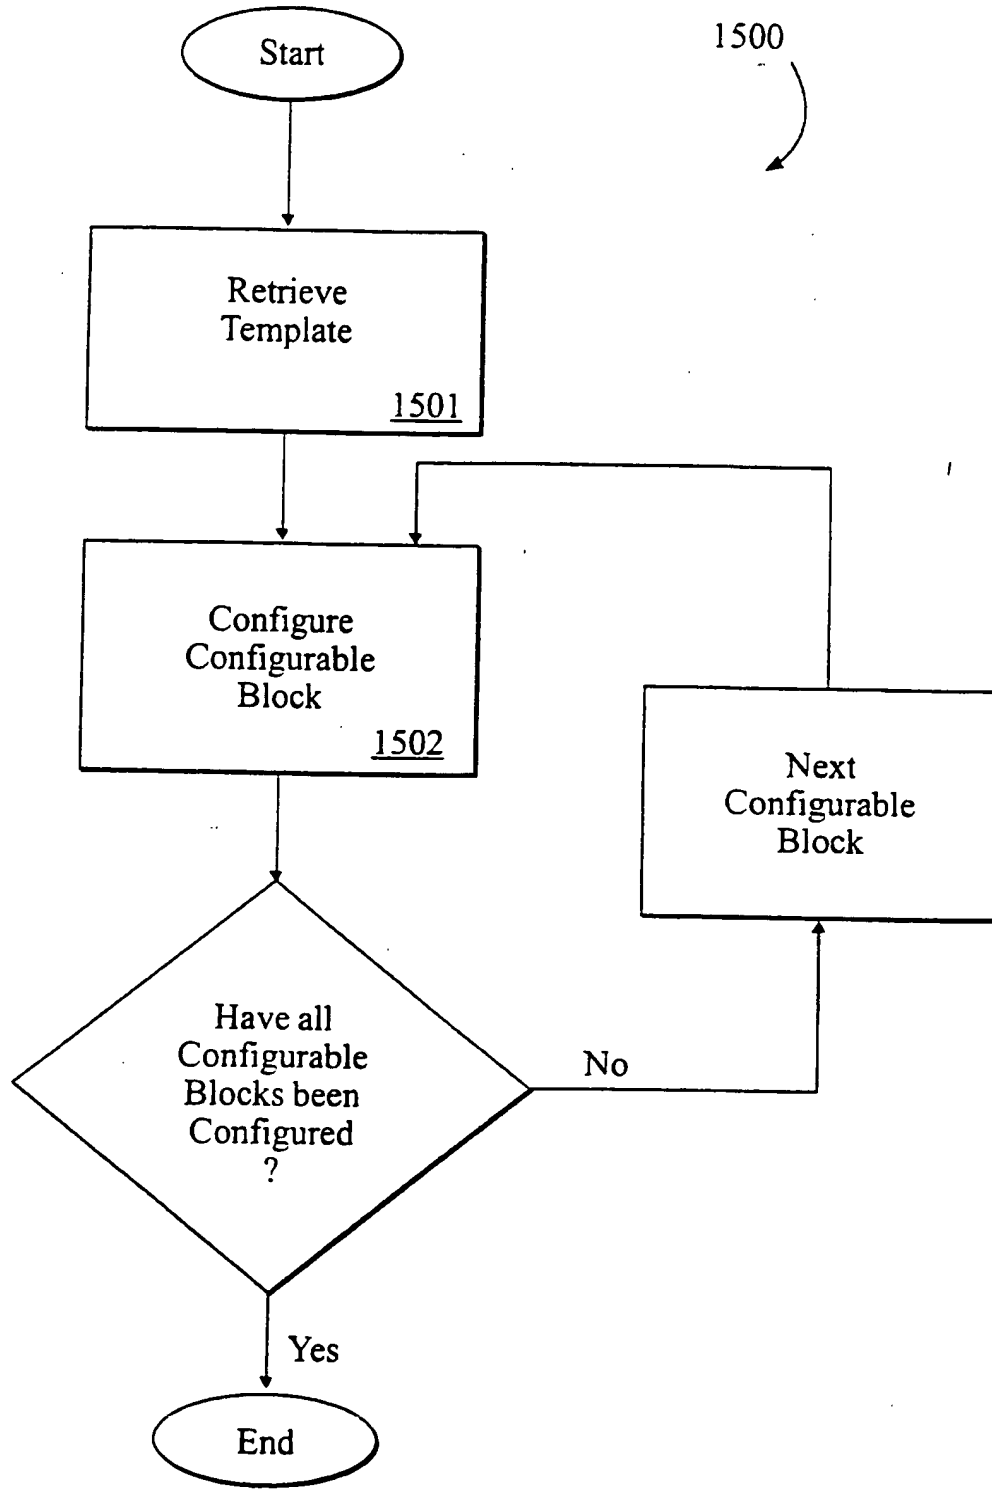 Start
1500
Retrieve
Template
1501
Configure
Configurable
Block
1502
Next
Configurable
Block
Have all
Configurable
Blocks been
Configured
?
No
Yes
End